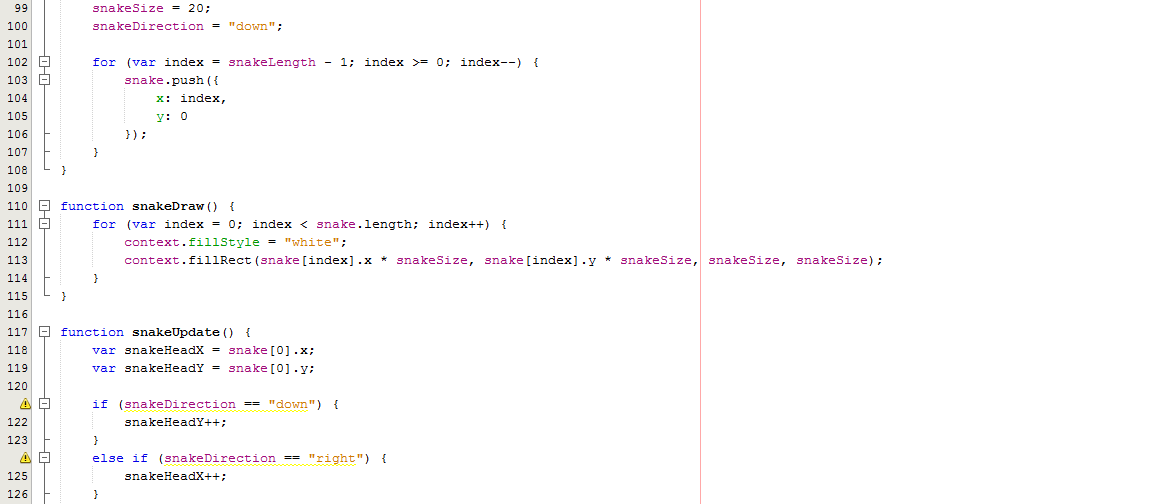 99 snakeSize = 20;
100 snakeDirection = "down";
101
102 for (var index = snakeLength - 1; index >= 0; index--) {
103 snake.push({
104 x: index,
105 y: 0
106 });
107 }
108 }
109
110 function snakeDraw() {
111 for (var index = 0; index < snake.length; index++) {
112 context.fillStyle = "white";
113 context.fillRect(snake[index].x * snakeSize, snake[index].y * snakeSize, snakeSize, snakeSize);
114 }
115 }
116
117 function snakeUpdate() {
118 var snakeHeadX = snake[0].x;
119 var snakeHeadY = snake[0].y;
120
if (snakeDirection == "down") {
122 snakeHeadY++;
123 }
else if (snakeDirection == "right") {
125 snakeHeadX++;
126 }